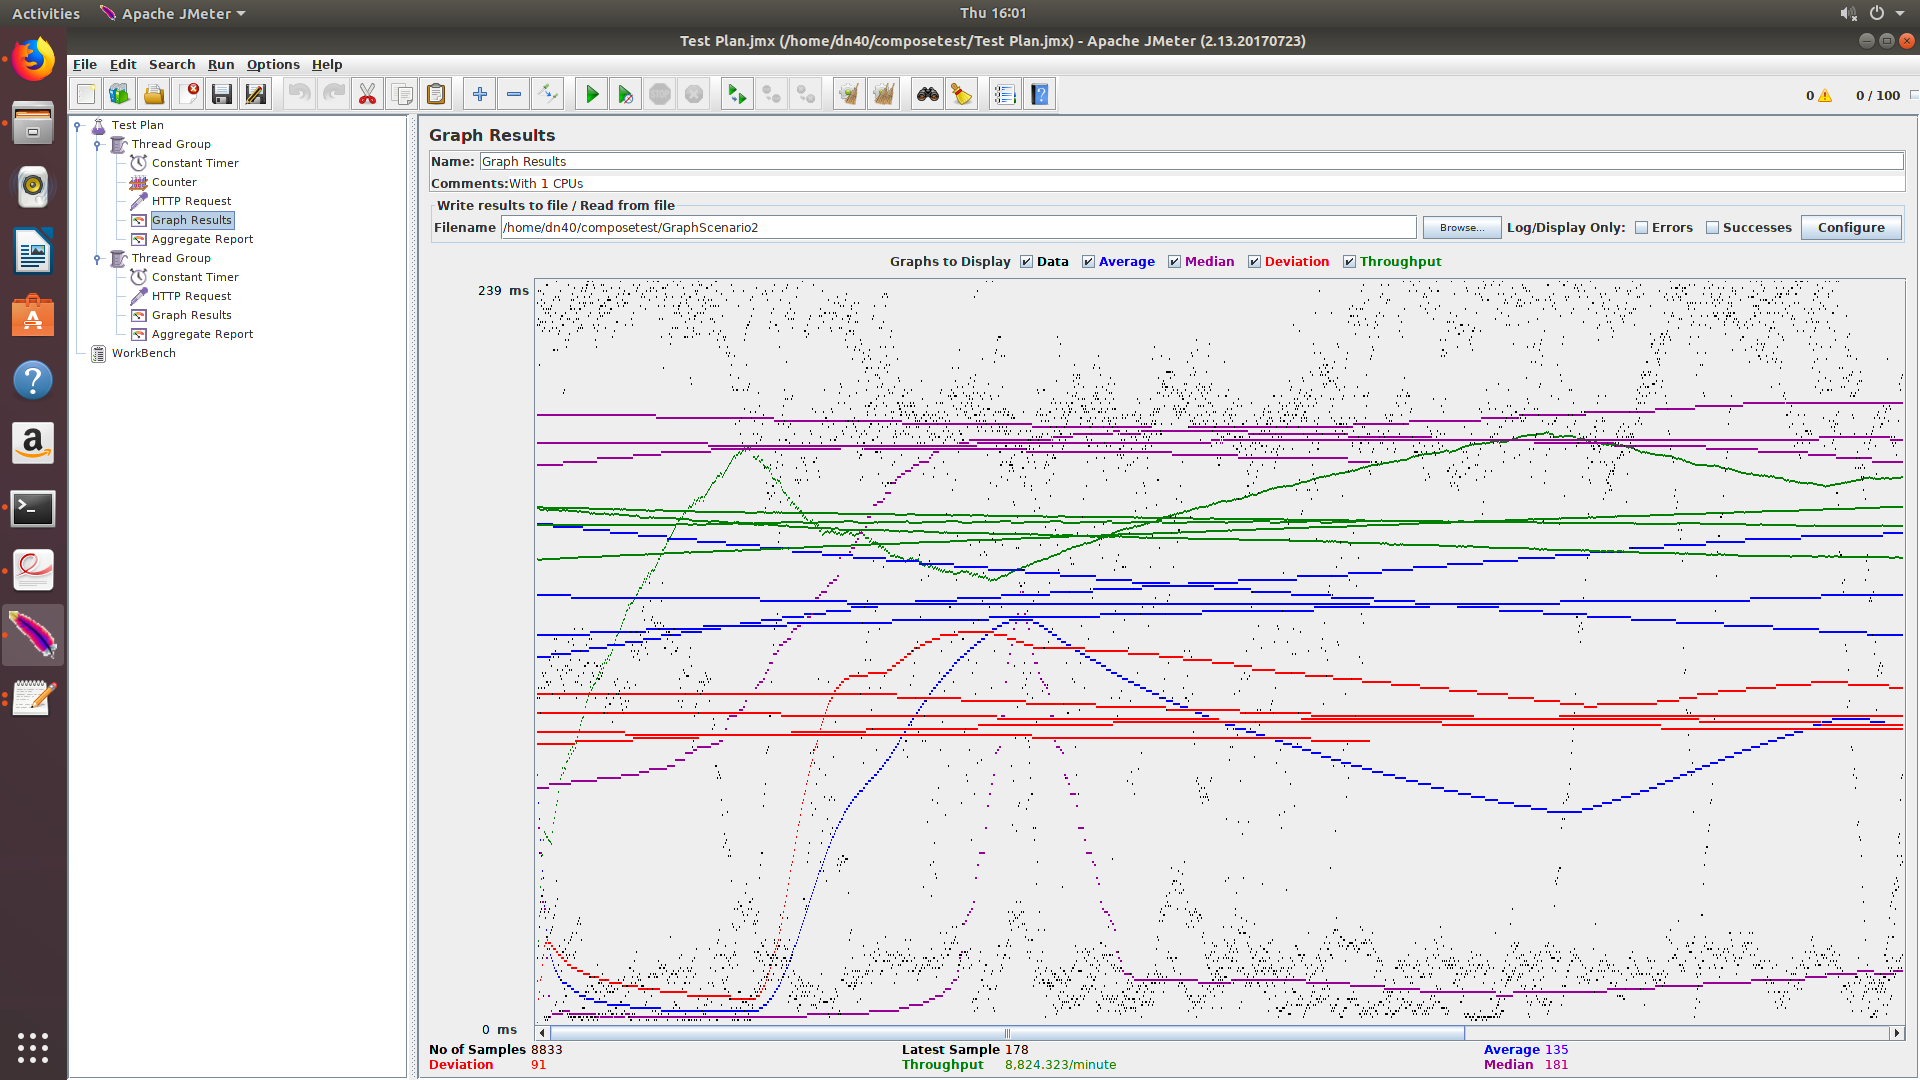 Activities Apache JMeter Thu 16:01
Test Plan.jmx (/home/dn40/composetest/Test Plan.jmx) - Apache JMeter (2.13.20170723)
File Edit Search Run Options Help
0 0 / 100
Test Plan
Thread Group
Constant Timer
Counter
HTTP Request
Graph Results
Aggregate Report
Thread Group
Constant Timer
HTTP Request
Graph Results
Aggregate Report
WorkBench
Graph Results
Name: Graph Results
Comments: With 1 CPUs
Write results to file / Read from file
Filename /home/dn40/composetest/GraphScenario2 Browse... Log/Display Only: Errors Successes Configure
Graphs to Display Data Average Median Deviation Throughput
239 ms
0 ms
No of Samples 8833 Latest Sample 178 Average 135
Deviation 91 Throughput 8,824.323/minute Median 181